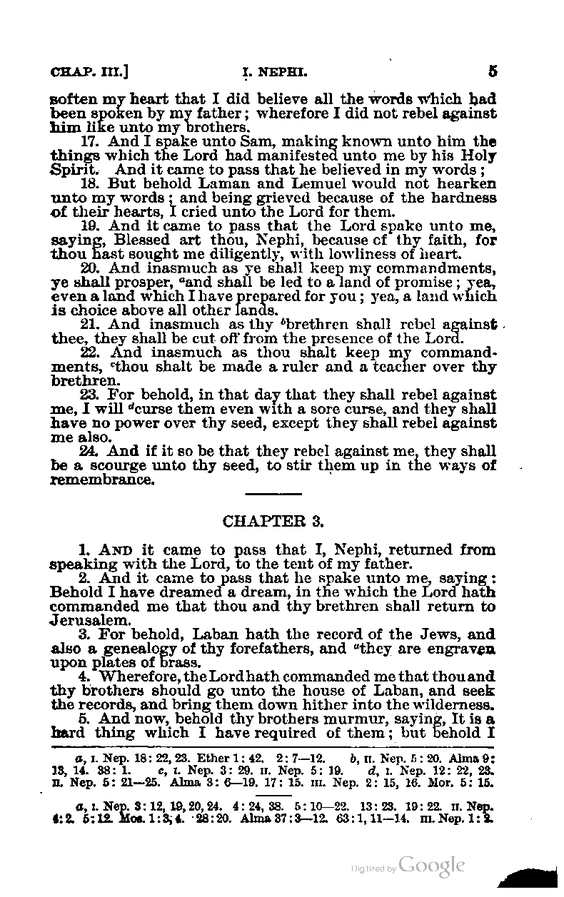 CHAP. III.] I. NEPHI. 5
soften my heart that I did believe all the words which had
been spoken by my father; wherefore I did not rebel against
him like unto my brothers.
17. And I spake unto Sam, making known unto him the
things which the Lord had manifested unto me by his Holy
Spirit. And it came to pass that he believed in my words;
18. But behold Laman and Lemuel would not hearken
unto my words; and being grieved because of the hardness
of their hearts, I cried unto the Lord for them.
19. And it came to pass that the Lord spake unto me,
saying, Blessed art thou, Nephi, because of thy faith, for
thou hast sought me diligently, with lowliness of heart.
20. And inasmuch as ye shall keep my commandments,
ye shall prosper, ᵃand shall be led to a land of promise; yea,
even a land which I have prepared for you; yea, a land which
is choice above all other lands.
21. And inasmuch as thy ᵇbrethren shall rebel against
thee, they shall be cut off from the presence of the Lord.
22. And inasmuch as thou shalt keep my command-
ments, ᶜthou shalt be made a ruler and a teacher over thy
brethren.
23. For behold, in that day that they shall rebel against
me, I will ᵈcurse them even with a sore curse, and they shall
have no power over thy seed, except they shall rebel against
me also.
24. And if it so be that they rebel against me, they shall
be a scourge unto thy seed, to stir them up in the ways of
remembrance.
CHAPTER 3.
1. AND it came to pass that I, Nephi, returned from
speaking with the Lord, to the tent of my father.
2. And it came to pass that he spake unto me, saying:
Behold I have dreamed a dream, in the which the Lord hath
commanded me that thou and thy brethren shall return to
Jerusalem.
3. For behold, Laban hath the record of the Jews, and
also a genealogy of thy forefathers, and ᵃthey are engraven
upon plates of brass.
4. Wherefore, the Lord hath commanded me that thou and
thy brothers should go unto the house of Laban, and seek
the records, and bring them down hither into the wilderness.
5. And now, behold thy brothers murmur, saying, It is a
hard thing which I have required of them; but behold I
a, I. Nep. 18: 22, 23. Ether 1: 42. 2: 7—12. b, II. Nep. 5: 20. Alma 9:
13, 14. 38: 1. c, I. Nep. 3: 29. II. Nep. 5: 19. d, I. Nep. 12: 22, 23.
II. Nep. 5: 21—25. Alma 3: 6—19. 17: 15. III. Nep. 2: 15, 16. Mor. 5: 15.
a, I. Nep. 3: 12, 19, 20, 24. 4: 24, 38. 5: 10—22. 13: 23. 19: 22. II. Nep.
4: 2. 5: 12. Mos. 1: 3, 4. 28: 20. Alma 37: 3—12. 63: 1, 11—14. III. Nep. 1: 2.
Digitized by Google